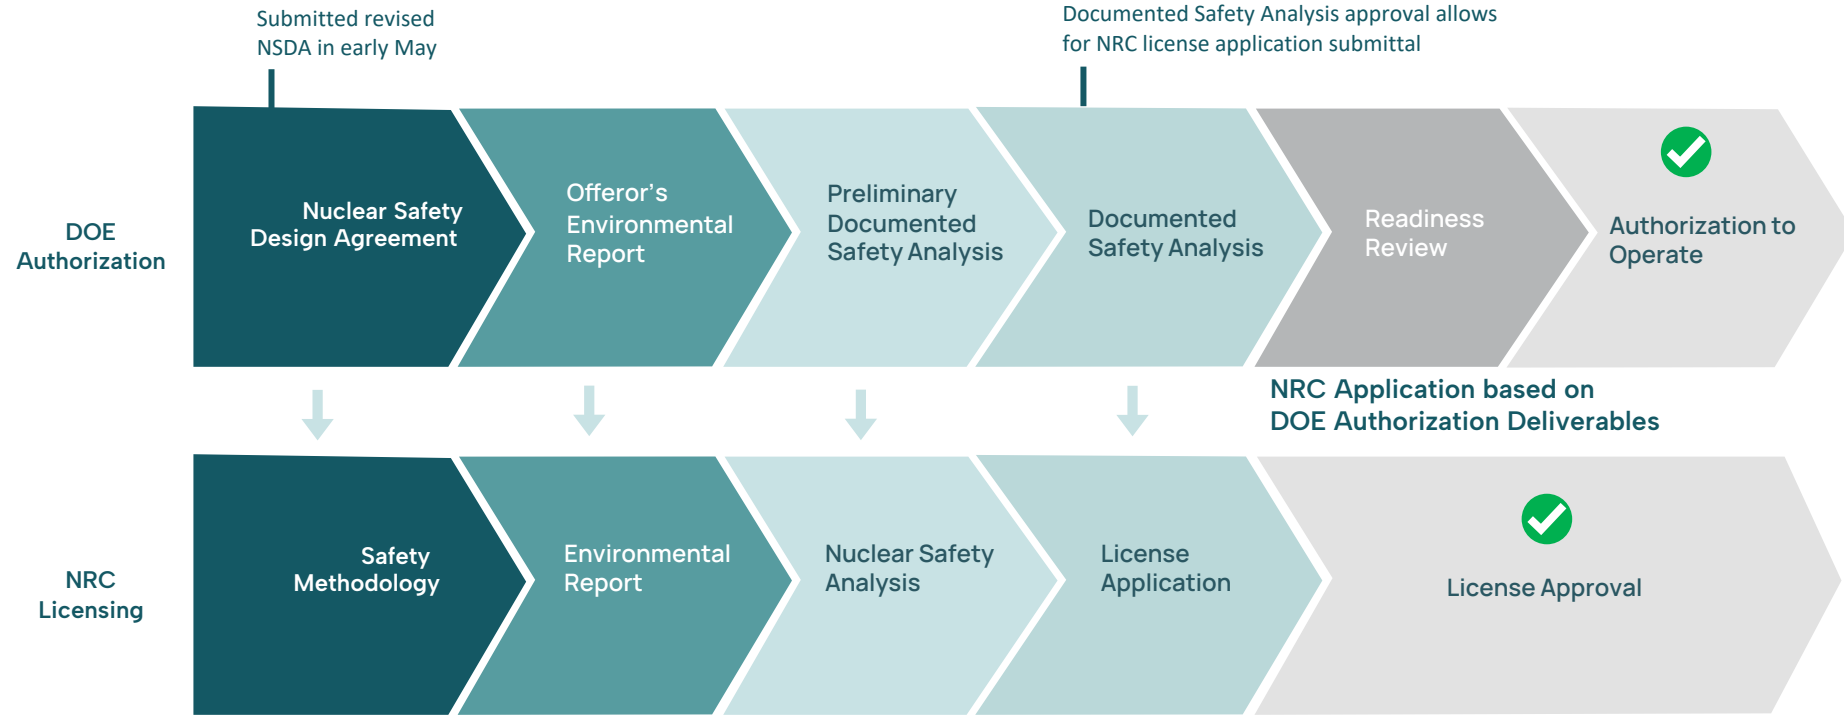 Submitted revised
NSDA in early May
Documented Safety Analysis approval allows
for NRC license application submittal
DOE
Authorization
Nuclear Safety
Design Agreement
Offeror's
Environmental
Report
Preliminary
Documented
Safety Analysis
Documented
Safety Analysis
Readiness
Review
Authorization to
Operate
NRC Application based on
DOE Authorization Deliverables
NRC
Licensing
Safety
Methodology
Environmental
Report
Nuclear Safety
Analysis
License
Application
License Approval